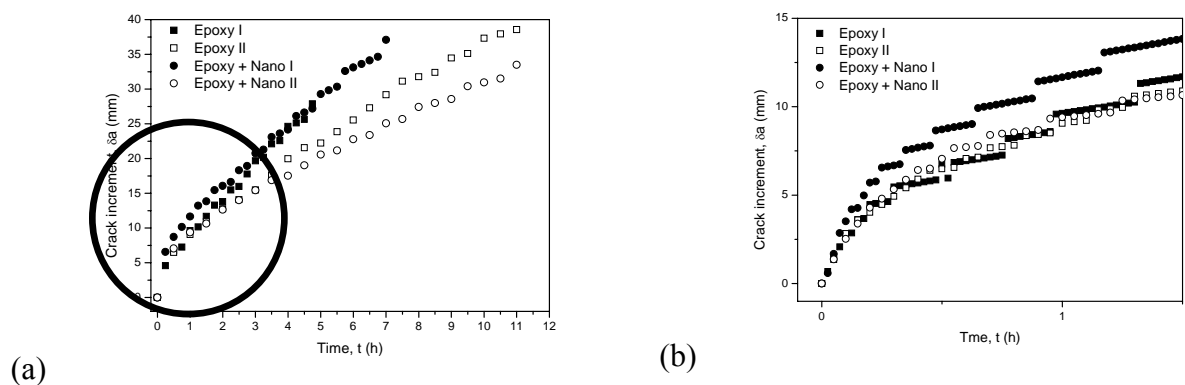 40
35
30
25
20
15
10
5
0
Crack increment, δa (mm)
Epoxy I
Epoxy II
Epoxy + Nano I
Epoxy + Nano II
0 1 2 3 4 5 6 7 8 9 10 11 12
Time, t (h)
(a)
15
10
5
0
Crack increment, δa (mm)
Epoxy I
Epoxy II
Epoxy + Nano I
Epoxy + Nano II
0 1
Tme, t (h)
(b)